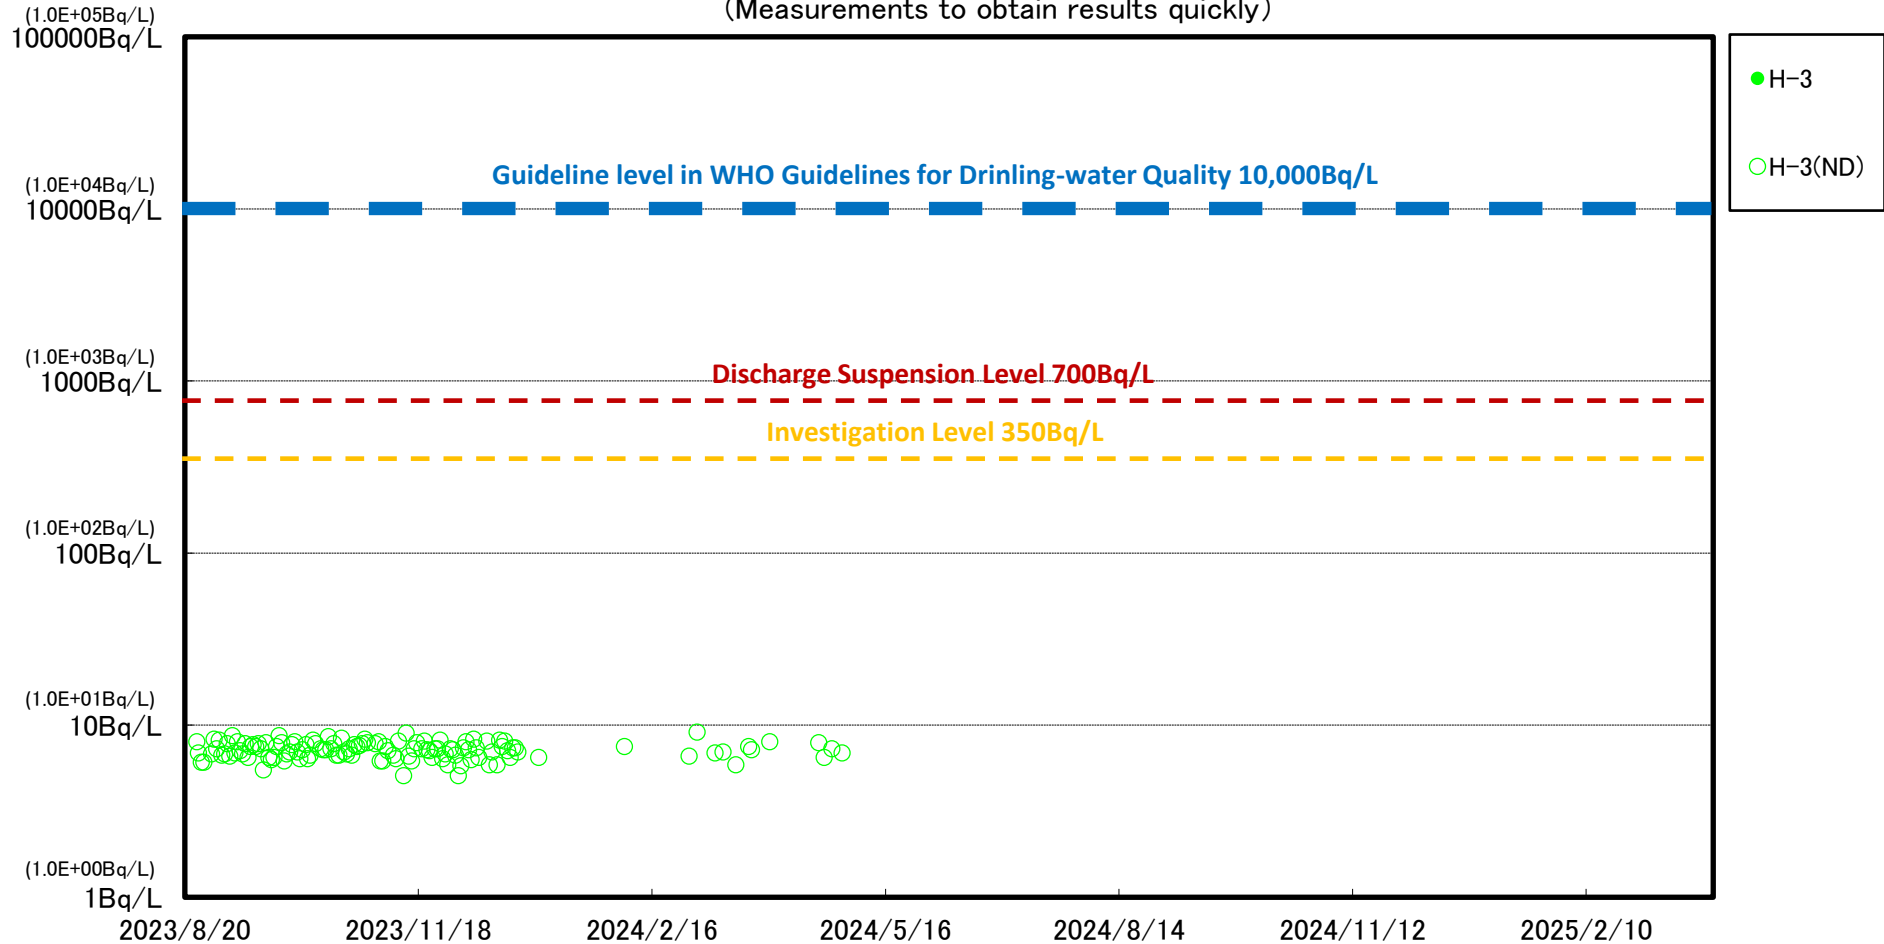 (Measurements to obtain results quickly)
(1.0E+05Bq/L)
100000Bq/L
H-3
H-3(ND)
Guideline level in WHO Guidelines for Drinling-water Quality 10,000Bq/L
(1.0E+04Bq/L)
10000Bq/L
(1.0E+03Bq/L)
1000Bq/L
Discharge Suspension Level 700Bq/L
Investigation Level 350Bq/L
(1.0E+02Bq/L)
100Bq/L
(1.0E+01Bq/L)
10Bq/L
(1.0E+00Bq/L)
1Bq/L
2023/8/20 2023/11/18 2024/2/16 2024/5/16 2024/8/14 2024/11/12 2025/2/10